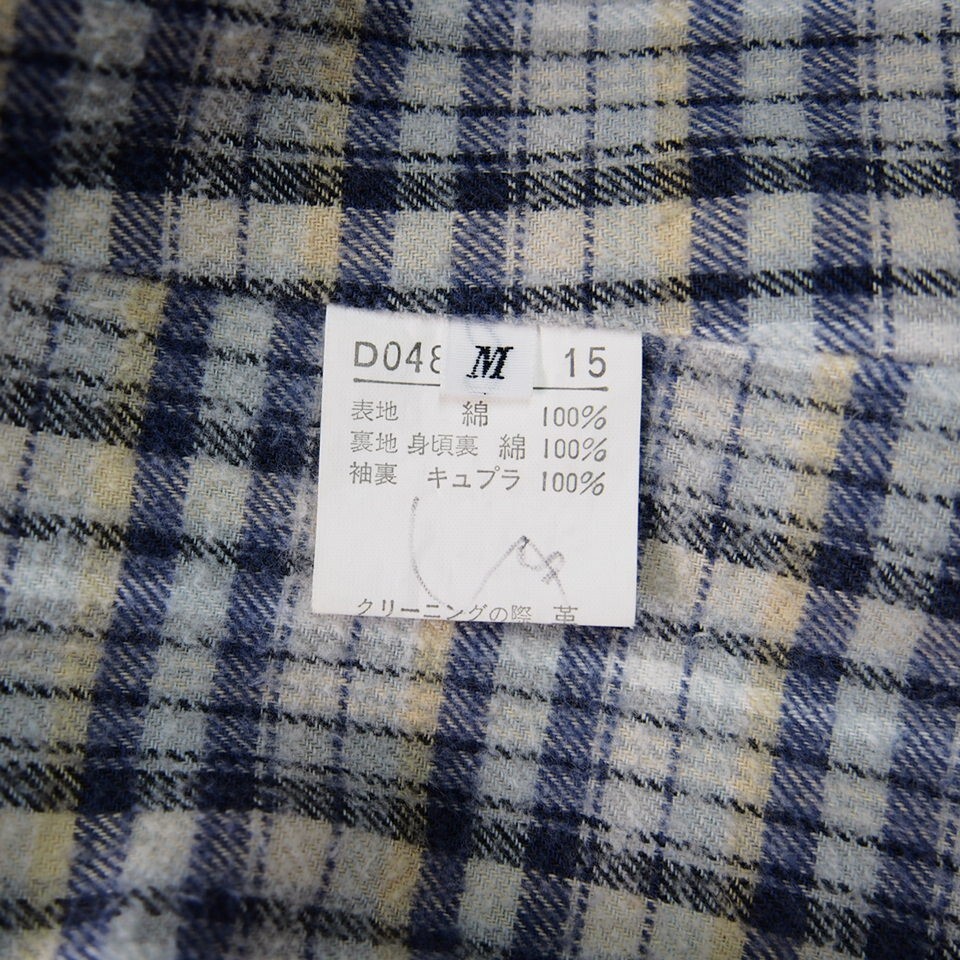 D048 M 15
表地 綿 100%
裏地 身頃裏 綿 100%
袖裏 キュプラ 100%
クリーニングの際 革